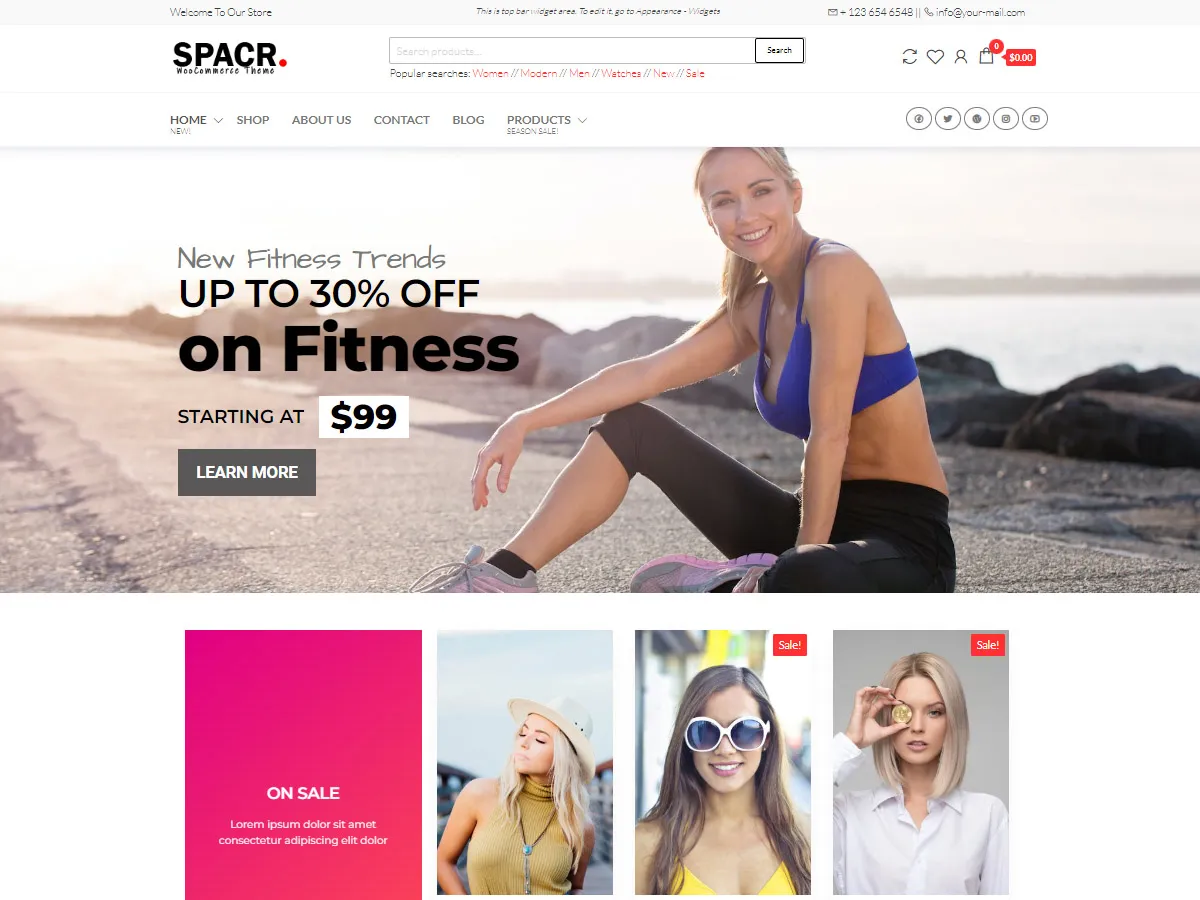 Welcome To Our Store
This is top bar widget area. To edit it, go to Appearance - Widgets
+ 123 654 6548 || info@your-mail.com
SPACR.
WooCommerce Theme
Search products...
Search
0
$0.00
Popular searches: Women // Modern // Men // Watches // New // Sale
HOME
NEW!
SHOP
ABOUT US
CONTACT
BLOG
PRODUCTS
SEASON SALE!
New Fitness Trends
UP TO 30% OFF
on Fitness
STARTING AT $99
LEARN MORE
Sale!
Sale!
ON SALE
Lorem ipsum dolor sit amet
consectetur adipiscing elit dolor